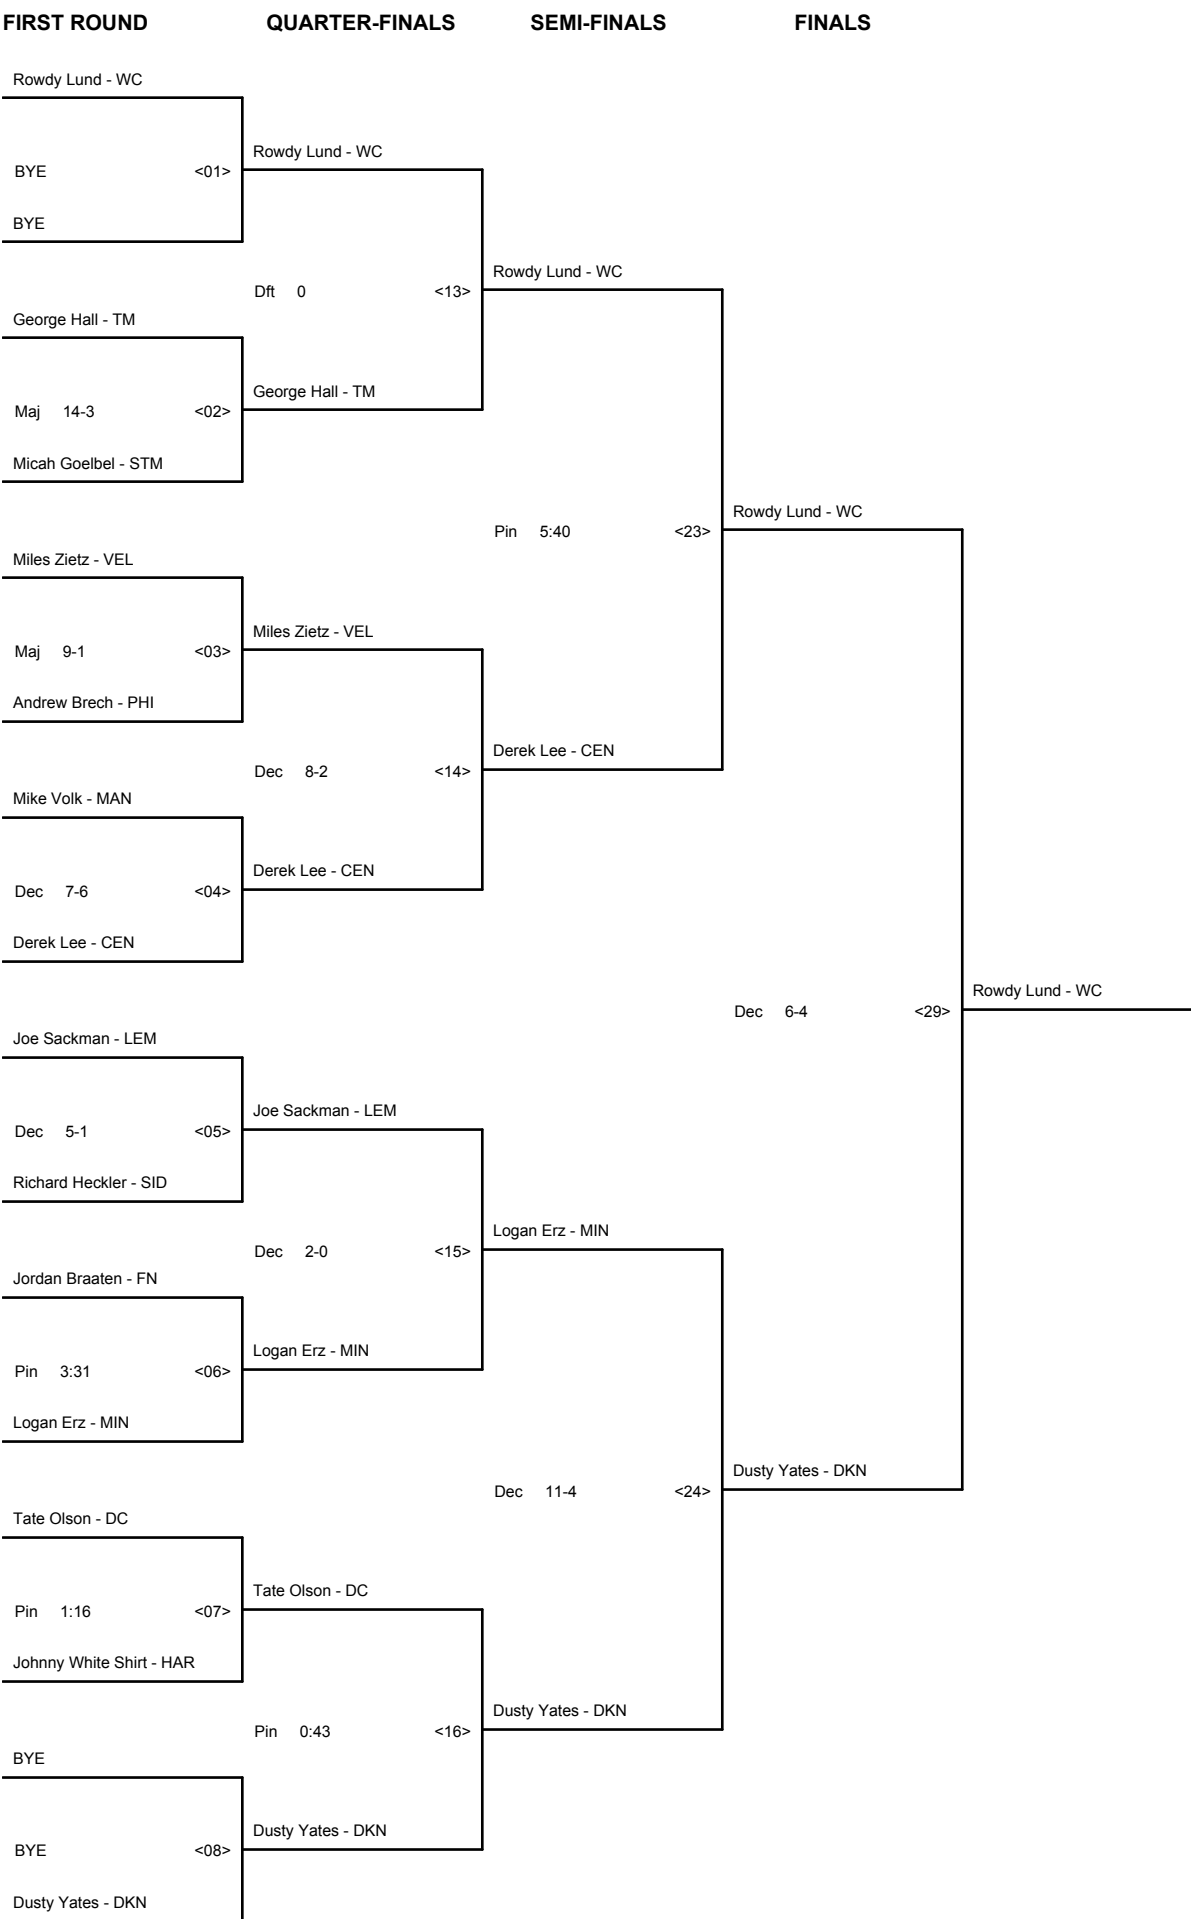 FIRST ROUND QUARTER-FINALS SEMI-FINALS FINALS
Rowdy Lund - WC
Rowdy Lund - WC
BYE <01>
BYE
Rowdy Lund - WC
Dft 0 <13>
George Hall - TM
George Hall - TM
Maj 14-3 <02>
Micah Goelbel - STM
Rowdy Lund - WC
Pin 5:40 <23>
Miles Zietz - VEL
Miles Zietz - VEL
Maj 9-1 <03>
Andrew Brech - PHI
Derek Lee - CEN
Dec 8-2 <14>
Mike Volk - MAN
Derek Lee - CEN
Dec 7-6 <04>
Derek Lee - CEN
Rowdy Lund - WC
Dec 6-4 <29>
Joe Sackman - LEM
Joe Sackman - LEM
Dec 5-1 <05>
Richard Heckler - SID
Logan Erz - MIN
Dec 2-0 <15>
Jordan Braaten - FN
Logan Erz - MIN
Pin 3:31 <06>
Logan Erz - MIN
Dusty Yates - DKN
Dec 11-4 <24>
Tate Olson - DC
Tate Olson - DC
Pin 1:16 <07>
Johnny White Shirt - HAR
Dusty Yates - DKN
Pin 0:43 <16>
BYE
Dusty Yates - DKN
BYE <08>
Dusty Yates - DKN